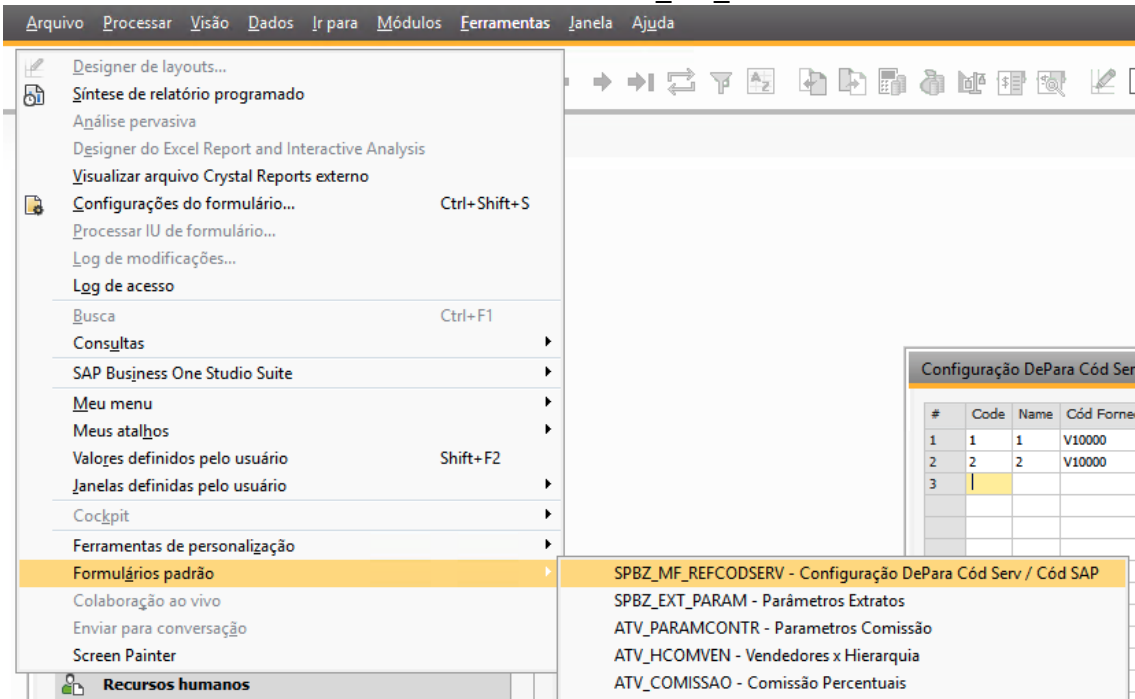 Arquivo Processar Visão Dados Ir para Módulos Ferramentas Janela Ajuda
Designer de layouts...
Síntese de relatório programado
Análise pervasiva
Designer do Excel Report and Interactive Analysis
Visualizar arquivo Crystal Reports externo
Configurações do formulário... Ctrl+Shift+S
Processar IU de formulário...
Log de modificações...
Log de acesso
Busca Ctrl+F1
Consultas
SAP Business One Studio Suite
Meu menu
Meus atalhos
Valores definidos pelo usuário Shift+F2
Janelas definidas pelo usuário
Cockpit
Ferramentas de personalização
Formulários padrão
Colaboração ao vivo
Enviar para conversação
Screen Painter
Recursos humanos
Configuração DePara Cód Ser
# Code Name Cód Forne
1 1 1 V10000
2 2 2 V10000
3
SPBZ_MF_REFCODSERV - Configuração DePara Cód Serv / Cód SAP
SPBZ_EXT_PARAM - Parâmetros Extratos
ATV_PARAMCONTR - Parametros Comissão
ATV_HCOMVEN - Vendedores x Hierarquia
ATV_COMISSAO - Comissão Percentuais